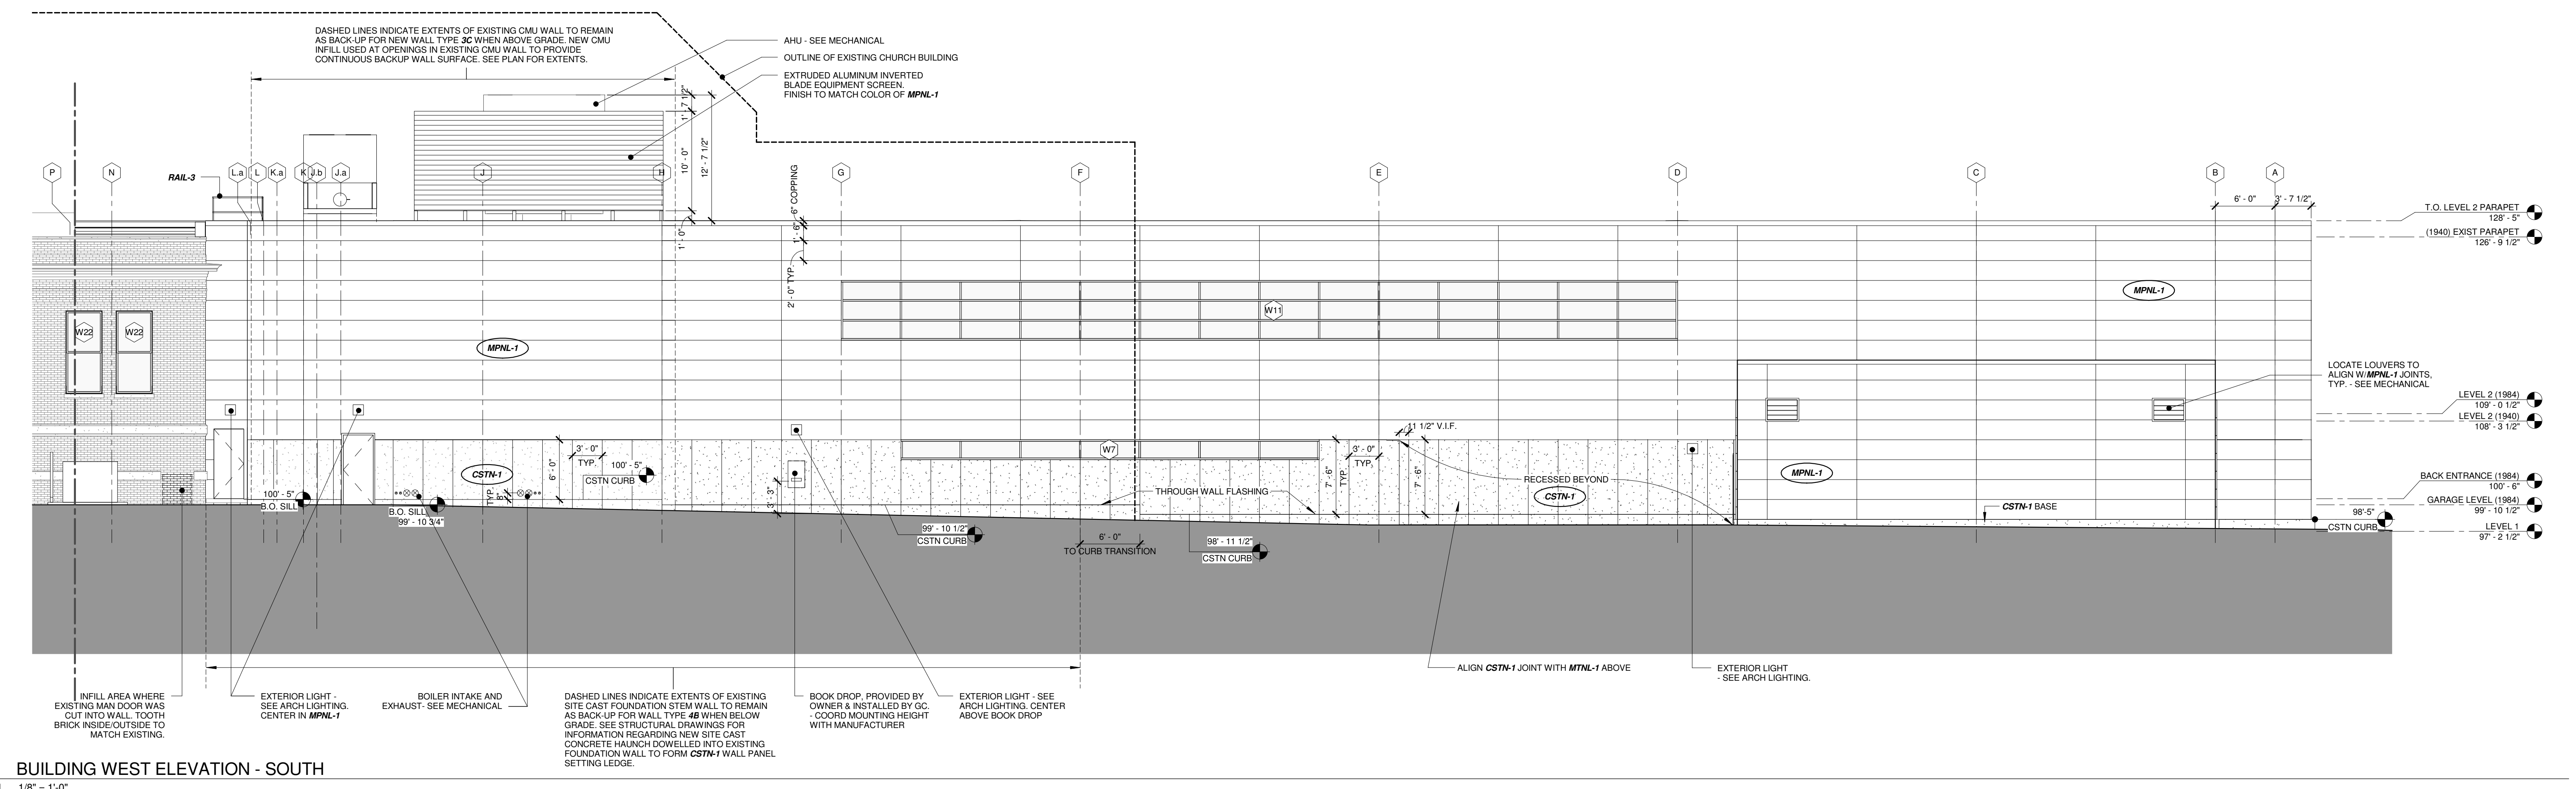 DASHED LINES INDICATE EXTENTS OF EXISTING CMU WALL TO REMAIN
AS BACK-UP FOR NEW WALL TYPE 3C WHEN ABOVE GRADE. NEW CMU
INFILL USED AT OPENINGS IN EXISTING CMU WALL TO PROVIDE
CONTINUOUS BACKUP WALL SURFACE. SEE PLAN FOR EXTENTS.
AHU - SEE MECHANICAL
OUTLINE OF EXISTING CHURCH BUILDING
EXTRUDED ALUMINUM INVERTED
BLADE EQUIPMENT SCREEN.
FINISH TO MATCH COLOR OF MPNL-1
1' - 7 1/2"
10' - 0"
12' - 7 1/2"
1' - 0"
6" COPPING
1' - 6"
2' - 0" TYP.
P
N
RAIL-3
L.a
L
K.a
K
J.b
J.a
J
H
G
F
E
D
C
B
A
6' - 0"
3' - 7 1/2"
T.O. LEVEL 2 PARAPET
128' - 5"
(1940) EXIST PARAPET
126' - 9 1/2"
MPNL-1
W11
W22
W22
MPNL-1
LOCATE LOUVERS TO
ALIGN W/MPNL-1 JOINTS,
TYP. - SEE MECHANICAL
LEVEL 2 (1984)
109' - 0 1/2"
LEVEL 2 (1940)
108' - 3 1/2"
11 1/2" V.I.F.
W7
3' - 0"
TYP.
6' - 0"
CSTN-1
TYP.
8"
100' - 5"
CSTN CURB
3' - 3"
7' - 6"
TYP.
3' - 0"
TYP.
7' - 6"
RECESSED BEYOND
CSTN-1
THROUGH WALL FLASHING
MPNL-1
BACK ENTRANCE (1984)
100' - 6"
GARAGE LEVEL (1984)
99' - 10 1/2"
CSTN-1 BASE
98'-5"
CSTN CURB
LEVEL 1
97' - 2 1/2"
100' - 5"
B.O. SILL
B.O. SILL
99' - 10 3/4"
99' - 10 1/2"
CSTN CURB
6' - 0"
TO CURB TRANSITION
98' - 11 1/2"
CSTN CURB
INFILL AREA WHERE
EXISTING MAN DOOR WAS
CUT INTO WALL. TOOTH
BRICK INSIDE/OUTSIDE TO
MATCH EXISTING.
EXTERIOR LIGHT -
SEE ARCH LIGHTING.
CENTER IN MPNL-1
BOILER INTAKE AND
EXHAUST- SEE MECHANICAL
DASHED LINES INDICATE EXTENTS OF EXISTING
SITE CAST FOUNDATION STEM WALL TO REMAIN
AS BACK-UP FOR WALL TYPE 4B WHEN BELOW
GRADE. SEE STRUCTURAL DRAWINGS FOR
INFORMATION REGARDING NEW SITE CAST
CONCRETE HAUNCH DOWELLED INTO EXISTING
FOUNDATION WALL TO FORM CSTN-1 WALL PANEL
SETTING LEDGE.
BOOK DROP, PROVIDED BY
OWNER & INSTALLED BY GC.
- COORD MOUNTING HEIGHT
WITH MANUFACTURER
EXTERIOR LIGHT - SEE
ARCH LIGHTING. CENTER
ABOVE BOOK DROP
ALIGN CSTN-1 JOINT WITH MTNL-1 ABOVE
EXTERIOR LIGHT
- SEE ARCH LIGHTING.
BUILDING WEST ELEVATION - SOUTH
1/8" = 1'-0"